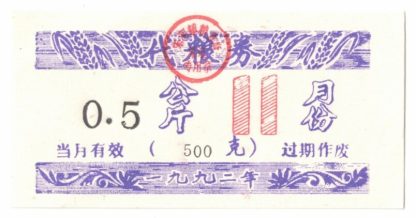 代粮券
0.5 公斤 11 月份
当月有效 ( 500 克 ) 过期作废
一九九二年